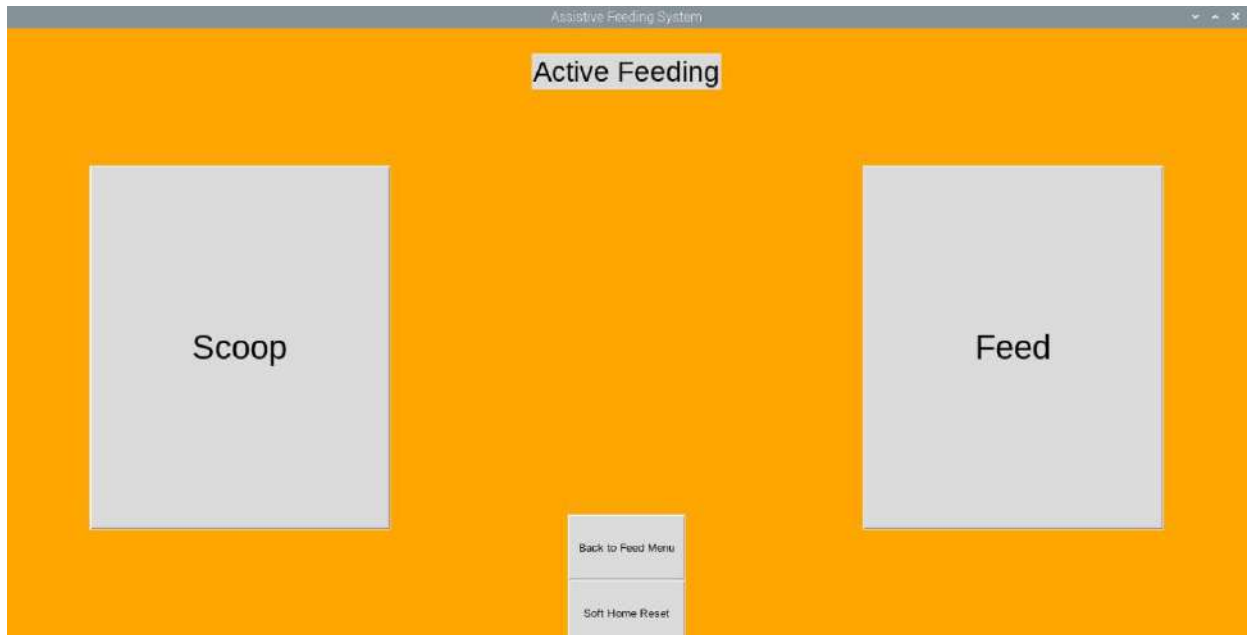 Assistive Feeding System
Active Feeding
Scoop
Feed
Back to Feed Menu
Soft Home Reset